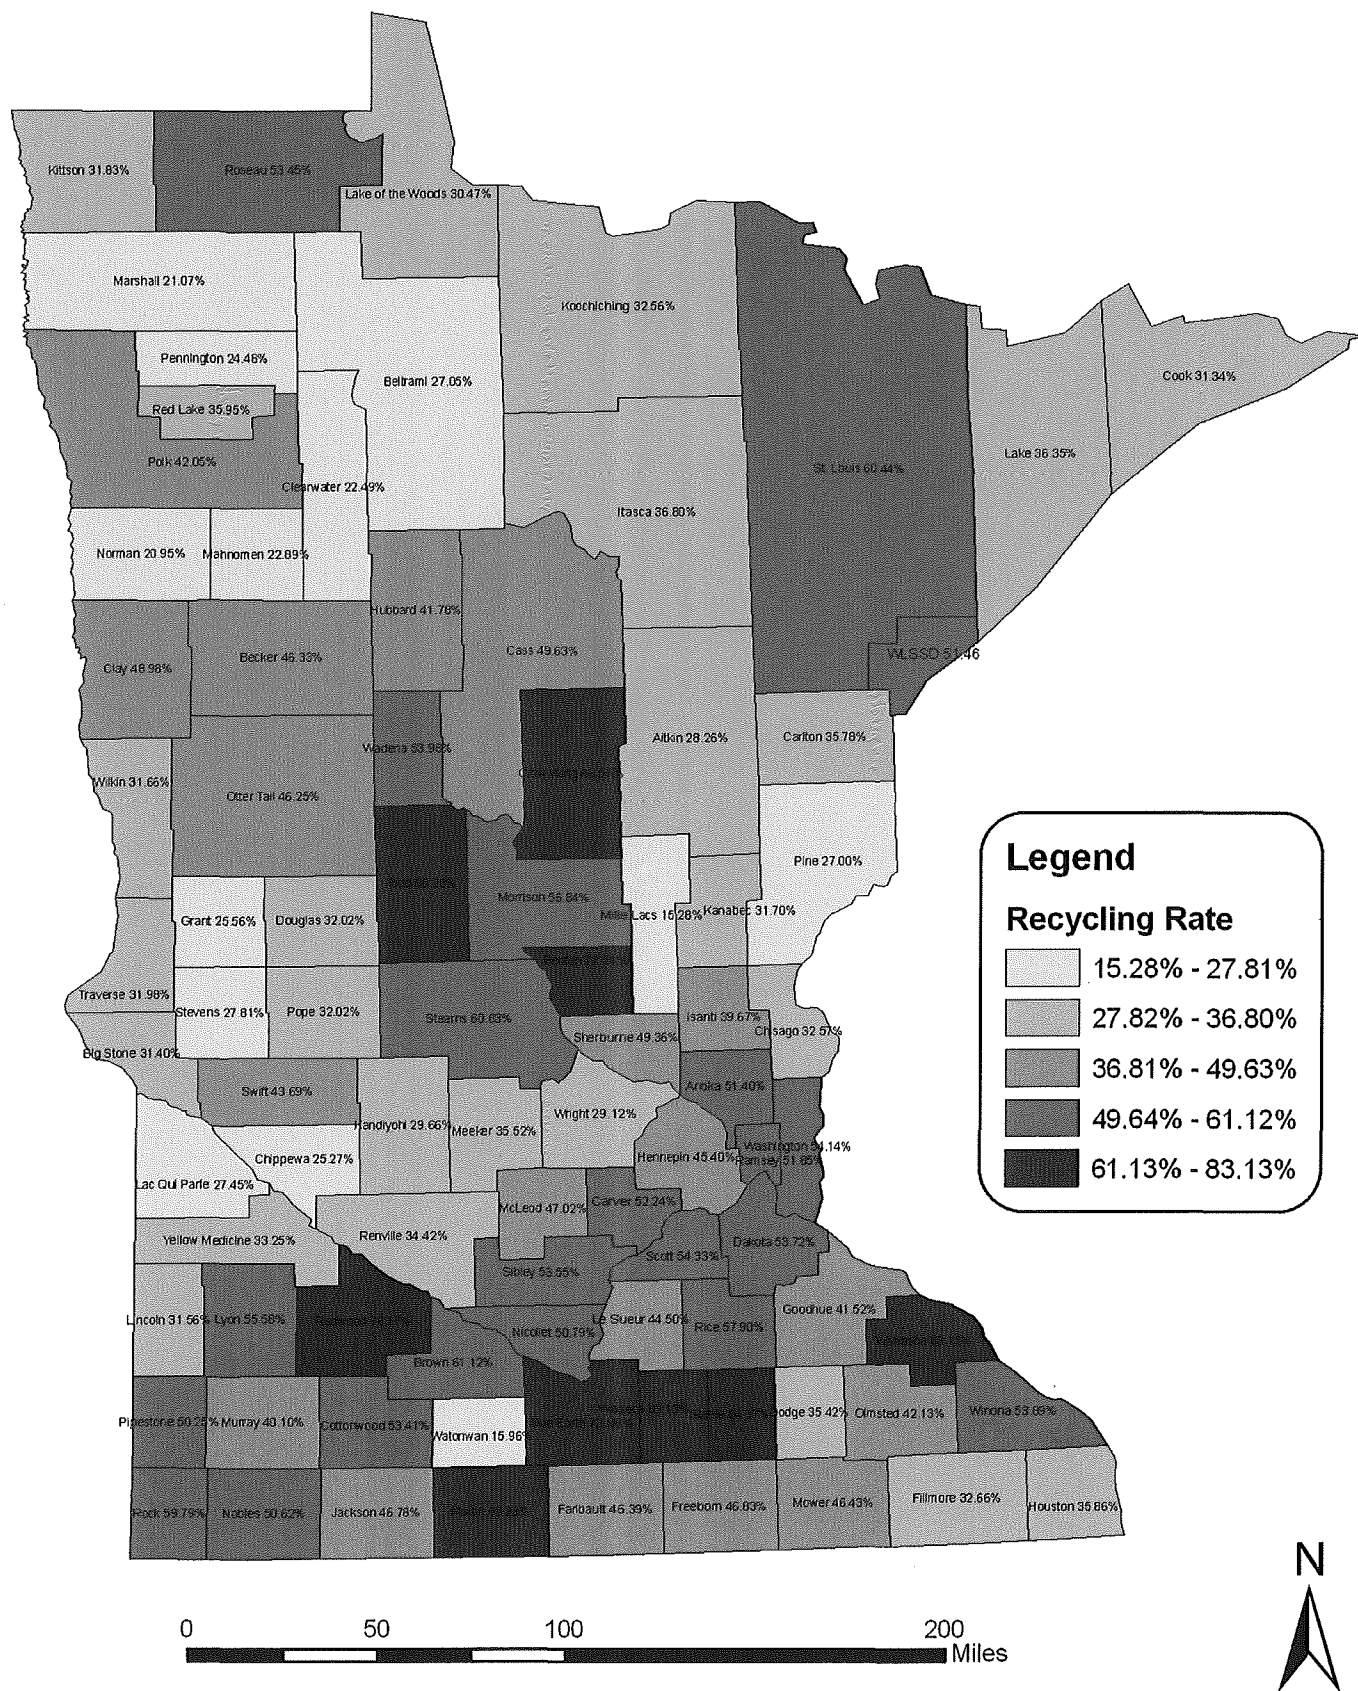 Kittson 31.83%
Roseau 53.45%
Lake of the Woods 30.47%
Marshall 21.07%
Koochiching 32.56%
Pennington 24.46%
Beltrami 27.05%
Cook 31.34%
Red Lake 35.95%
Lake 36.35%
Polk 42.05%
St. Louis 60.44%
Clearwater 22.49%
Itasca 36.80%
Norman 20.95%
Mahnomen 22.89%
Hubbard 41.78%
Cass 49.63%
Becker 46.33%
Clay 48.98%
WLSSD 51.46
Aitkin 28.26%
Carlton 35.78%
Wadena 53.98%
Wilkin 31.66%
Otter Tail 46.25%
Pine 27.00%
Morrison
Mille Lacs 15.28%
Kanabec 31.70%
Grant 25.56%
Douglas 32.02%
Traverse 31.98%
Stevens 27.81%
Pope 32.02%
Stearns 60.63%
Isanti 39.67%
Chisago 32.57%
Sherburne 49.36%
Big Stone 31.40%
Swift 43.69%
Anoka 51.40%
Kandiyohi 29.66%
Meeker 35.52%
Wright 29.12%
Washington 54.14%
Hennepin 45.40%
Ramsey 51.85%
Chippewa 25.27%
Lac Qui Parle 27.45%
McLeod 47.02%
Carver 52.24%
Yellow Medicine 33.25%
Renville 34.42%
Dakota 53.72%
Scott 54.33%
Sibley 53.55%
Goodhue 41.52%
Lincoln 31.56%
Lyon 55.58%
Le Sueur 44.50%
Rice 57.90%
Nicollet 50.79%
Brown 61.12%
Pipestone 50.25%
Murray 40.10%
Cottonwood 53.41%
Watonwan 15.96%
Dodge 35.42%
Olmsted 42.13%
Winona 53.69%
Rock 59.79%
Nobles 50.62%
Jackson 46.78%
Faribault 46.39%
Freeborn 46.83%
Mower 46.43%
Fillmore 32.66%
Houston 35.86%
Legend
Recycling Rate
15.28% - 27.81%
27.82% - 36.80%
36.81% - 49.63%
49.64% - 61.12%
61.13% - 83.13%
N
0 50 100 200
Miles